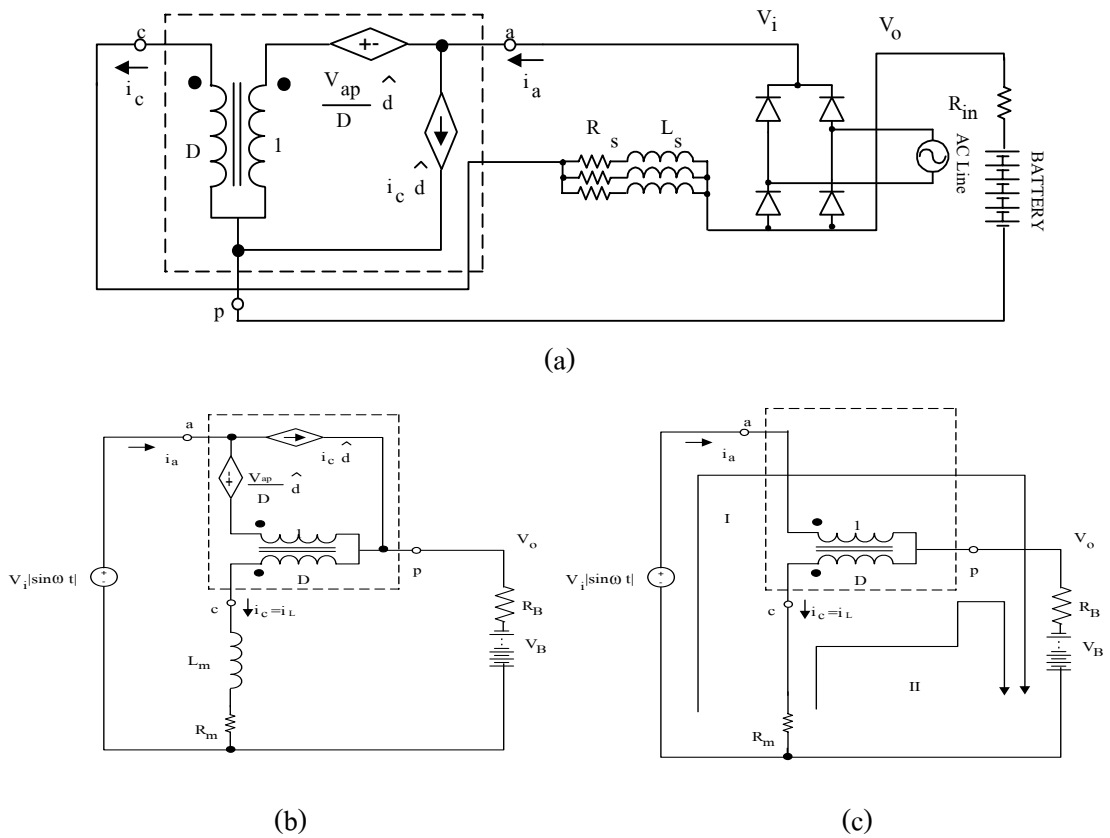 c
a
V_i
V_o
+-
i_c
V_ap
D
^
d
i_a
R_in
D
1
i_c d^
R_s
L_s
AC Line
BATTERY
p
(a)
a
i_a
i_c d^
+-
V_ap
D
d^
1
V_o
D
p
V_i|sinω t|
+
-
c
i_c=i_L
R_B
L_m
V_B
R_m
(b)
a
i_a
I
1
V_o
D
p
V_i|sinω t|
+
-
c
i_c=i_L
R_B
V_B
II
R_m
(c)